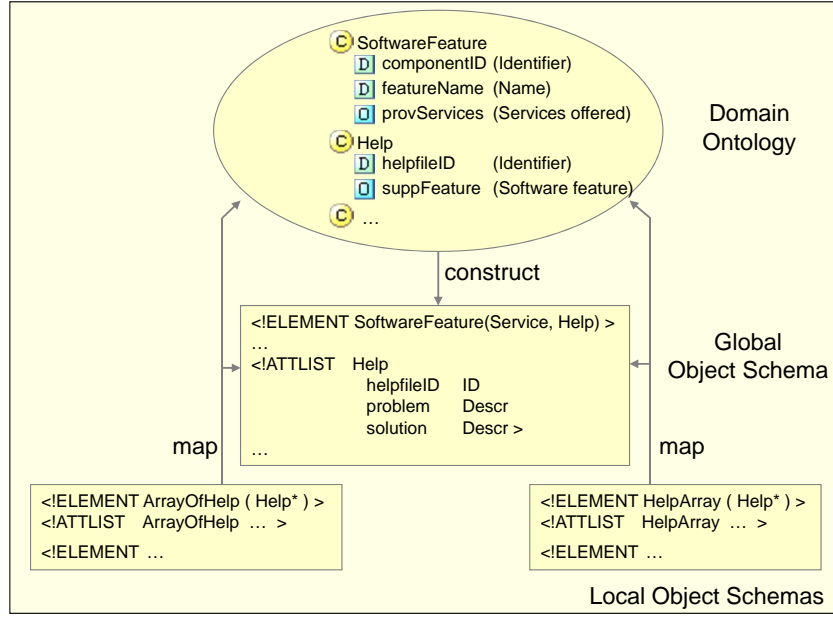 C SoftwareFeature
D componentID (Identifier)
D featureName (Name)
O provServices (Services offered)
C Help
D helpfileID (Identifier)
O suppFeature (Software feature)
C …
Domain
Ontology
construct
<!ELEMENT SoftwareFeature(Service, Help) >
…
<!ATTLIST Help
helpfileID ID
problem Descr
solution Descr >
…
Global
Object Schema
map
map
<!ELEMENT ArrayOfHelp ( Help* ) >
<!ATTLIST ArrayOfHelp … >
<!ELEMENT …
<!ELEMENT HelpArray ( Help* ) >
<!ATTLIST HelpArray … >
<!ELEMENT …
Local Object Schemas